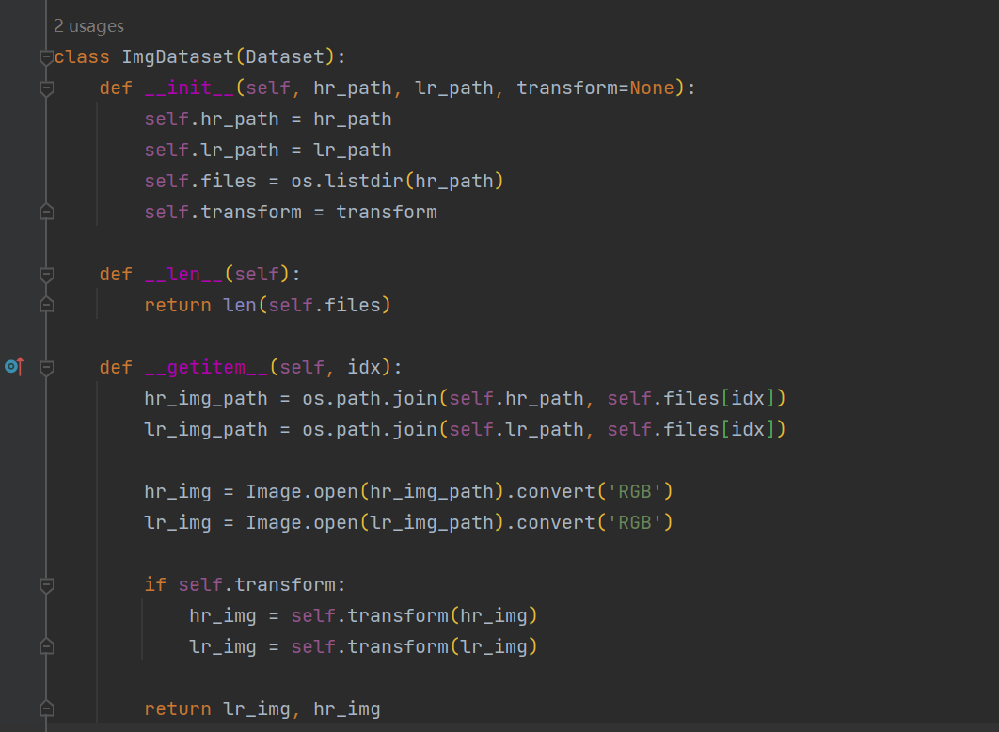 2 usages
class ImgDataset(Dataset):
    def __init__(self, hr_path, lr_path, transform=None):
        self.hr_path = hr_path
        self.lr_path = lr_path
        self.files = os.listdir(hr_path)
        self.transform = transform

    def __len__(self):
        return len(self.files)

    def __getitem__(self, idx):
        hr_img_path = os.path.join(self.hr_path, self.files[idx])
        lr_img_path = os.path.join(self.lr_path, self.files[idx])

        hr_img = Image.open(hr_img_path).convert('RGB')
        lr_img = Image.open(lr_img_path).convert('RGB')

        if self.transform:
            hr_img = self.transform(hr_img)
            lr_img = self.transform(lr_img)

        return lr_img, hr_img